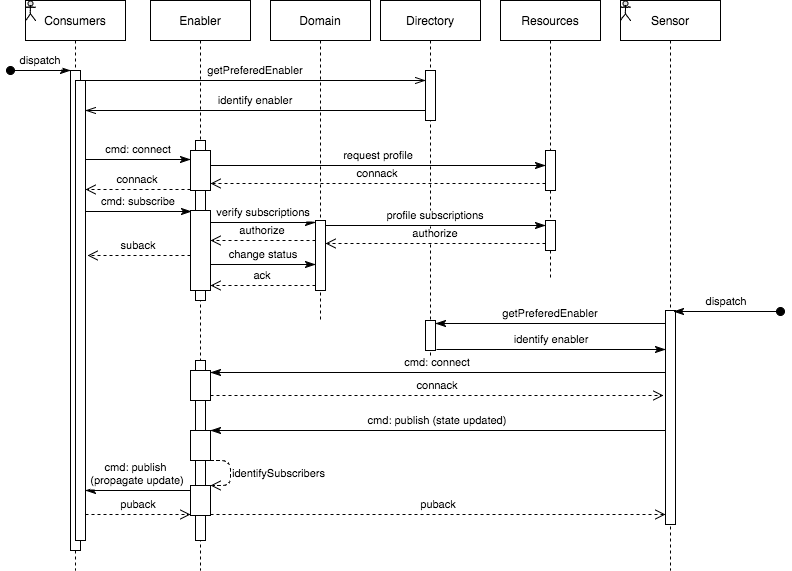 Consumers
Enabler
Domain
Directory
Resources
Sensor
dispatch
getPreferedEnabler
identify enabler
cmd: connect
request profile
connack
connack
cmd: subscribe
verify subscriptions
profile subscriptions
authorize
authorize
suback
change status
ack
dispatch
getPreferedEnabler
identify enabler
cmd: connect
connack
cmd: publish (state updated)
identifySubscribers
cmd: publish
(propagate update)
puback
puback